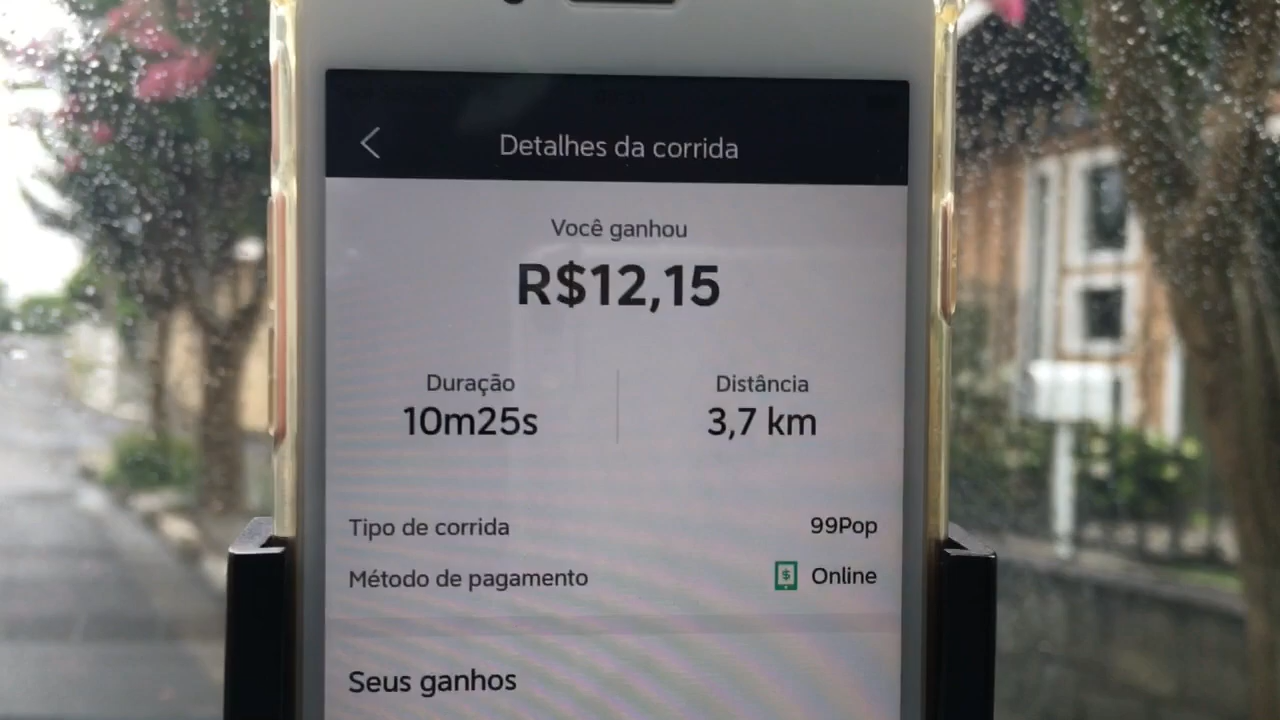 Detalhes da corrida
Você ganhou
R$12,15
Duração
10m25s
Distância
3,7 km
Tipo de corrida 99Pop
Método de pagamento $ Online
Seus ganhos